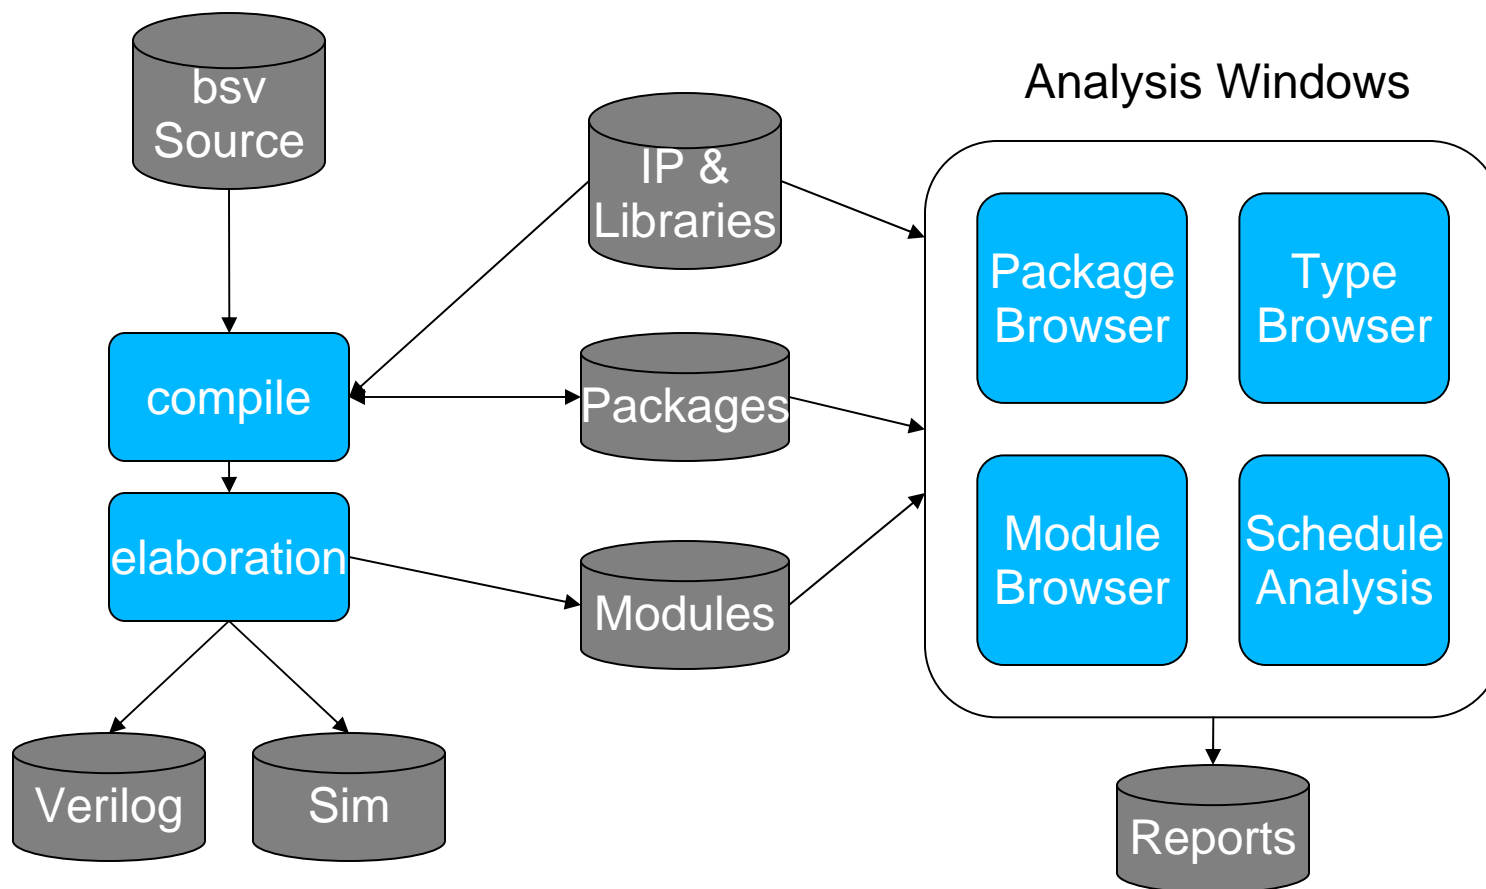 bsv
Source
IP &
Libraries
Analysis Windows
Package
Browser
Type
Browser
compile
Packages
elaboration
Modules
Module
Browser
Schedule
Analysis
Verilog
Sim
Reports